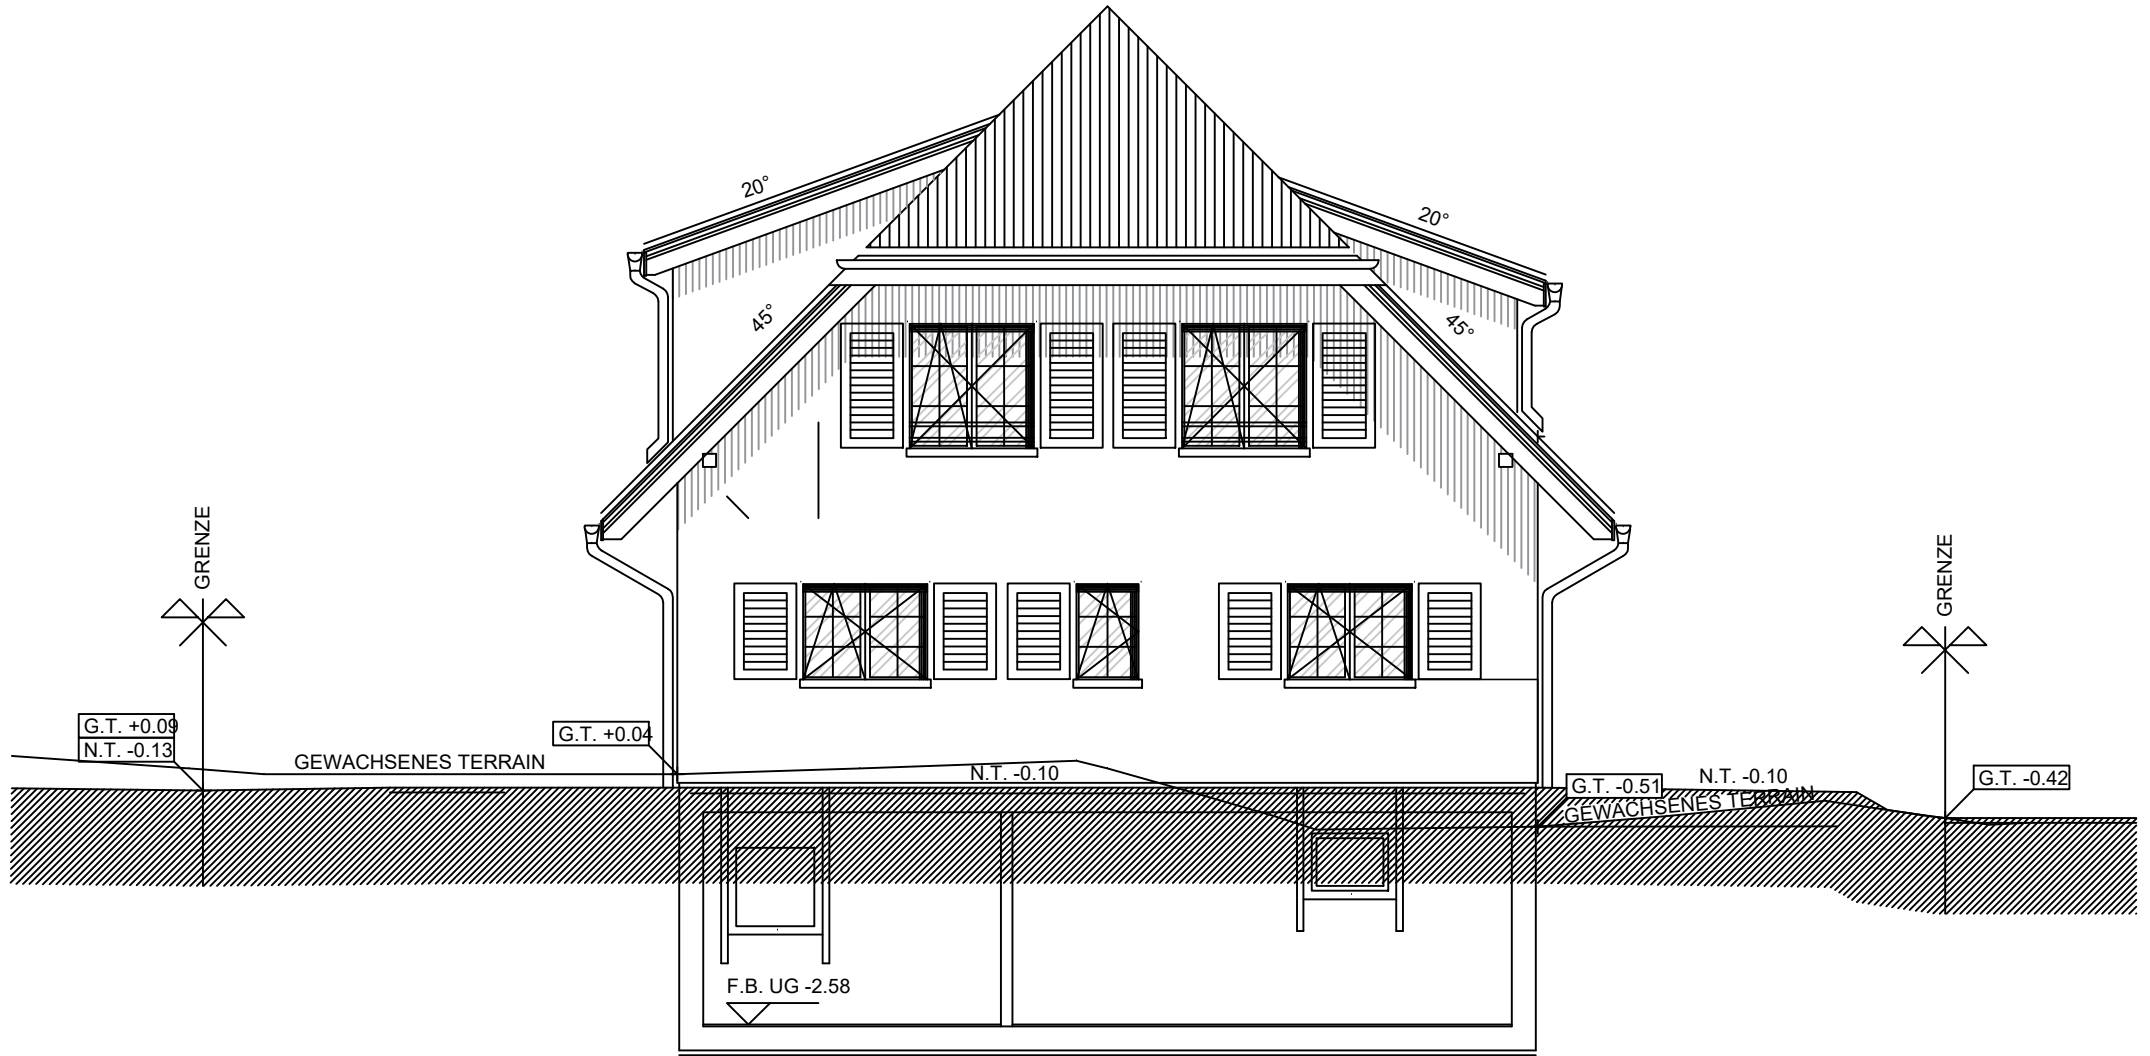 20°
20°
45°
45°
GRENZE
GRENZE
G.T. +0.09
N.T. -0.13
G.T. +0.04
GEWACHSENES TERRAIN
N.T. -0.10
G.T. -0.51
N.T. -0.10
G.T. -0.42
GEWACHSENES TERRAIN
F.B. UG -2.58